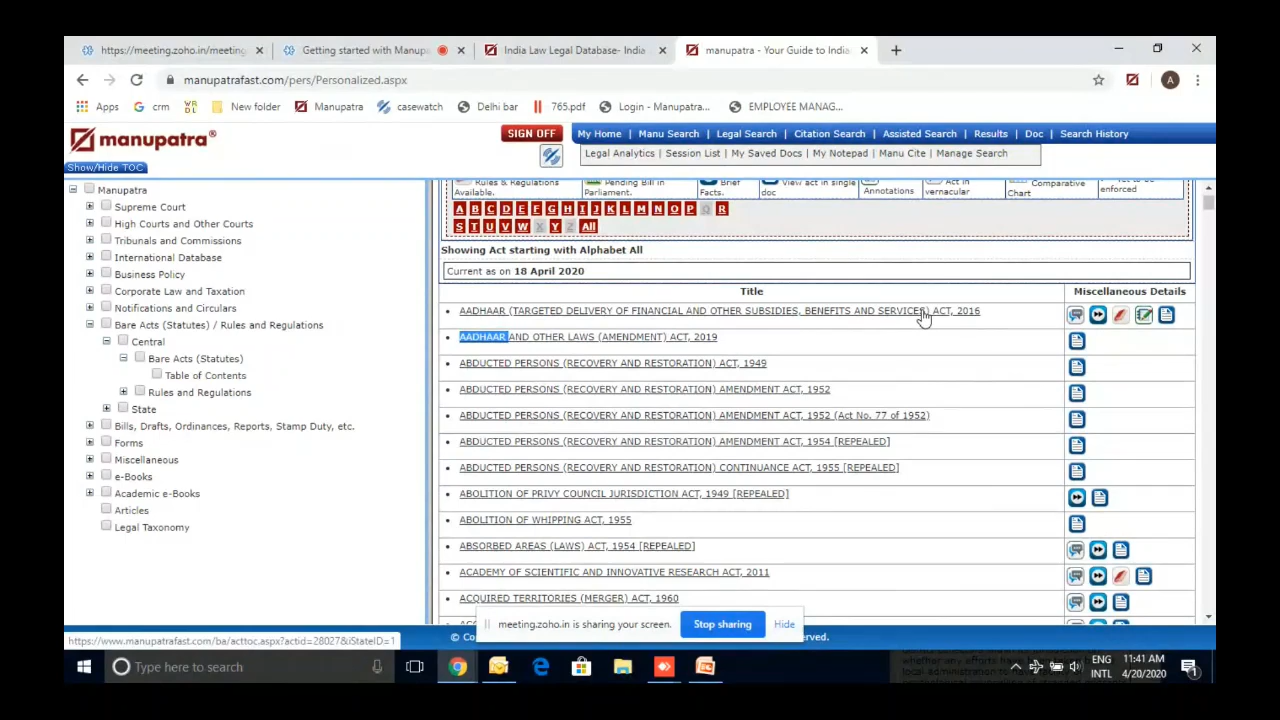 https://meeting.zoho.in/meeting
Getting started with Manupa
India Law Legal Database- India
manupatra - Your Guide to India
manupatrafast.com/pers/Personalized.aspx
A
Apps
crm
New folder
Manupatra
casewatch
Delhi bar
765.pdf
Login - Manupatra...
EMPLOYEE MANAG...
manupatra®
SIGN OFF
My Home | Manu Search | Legal Search | Citation Search | Assisted Search | Results | Doc | Search History
Legal Analytics | Session List | My Saved Docs | My Notepad | Manu Cite | Manage Search
Show/Hide TOC
Manupatra
Supreme Court
High Courts and Other Courts
Tribunals and Commissions
International Database
Business Policy
Corporate Law and Taxation
Notifications and Circulars
Bare Acts (Statutes) / Rules and Regulations
Central
Bare Acts (Statutes)
Table of Contents
Rules and Regulations
State
Bills, Drafts, Ordinances, Reports, Stamp Duty, etc.
Forms
Miscellaneous
e-Books
Academic e-Books
Articles
Legal Taxonomy
Rules & Regulations Available.
Pending Bill in Parliament.
Brief Facts.
View act in single doc
Annotations
Act in vernacular
Comparative Chart
enforced
A B C D E F G H I J K L M N O P Q R
S T U V W X Y Z All
Showing Act starting with Alphabet All
Current as on 18 April 2020
Title
Miscellaneous Details
AADHAAR (TARGETED DELIVERY OF FINANCIAL AND OTHER SUBSIDIES, BENEFITS AND SERVICES) ACT, 2016
AADHAAR AND OTHER LAWS (AMENDMENT) ACT, 2019
ABDUCTED PERSONS (RECOVERY AND RESTORATION) ACT, 1949
ABDUCTED PERSONS (RECOVERY AND RESTORATION) AMENDMENT ACT, 1952
ABDUCTED PERSONS (RECOVERY AND RESTORATION) AMENDMENT ACT, 1952 (Act No. 77 of 1952)
ABDUCTED PERSONS (RECOVERY AND RESTORATION) AMENDMENT ACT, 1954 [REPEALED]
ABDUCTED PERSONS (RECOVERY AND RESTORATION) CONTINUANCE ACT, 1955 [REPEALED]
ABOLITION OF PRIVY COUNCIL JURISDICTION ACT, 1949 [REPEALED]
ABOLITION OF WHIPPING ACT, 1955
ABSORBED AREAS (LAWS) ACT, 1954 [REPEALED]
ACADEMY OF SCIENTIFIC AND INNOVATIVE RESEARCH ACT, 2011
ACQUIRED TERRITORIES (MERGER) ACT, 1960
meeting.zoho.in is sharing your screen.
Stop sharing
Hide
https://www.manupatrafast.com/ba/acttoc.aspx?actid=28027&iStateID=1
© Co
rved.
Type here to search
ENG
INTL
11:41 AM
4/20/2020
1